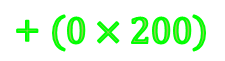 + (0 × 200)